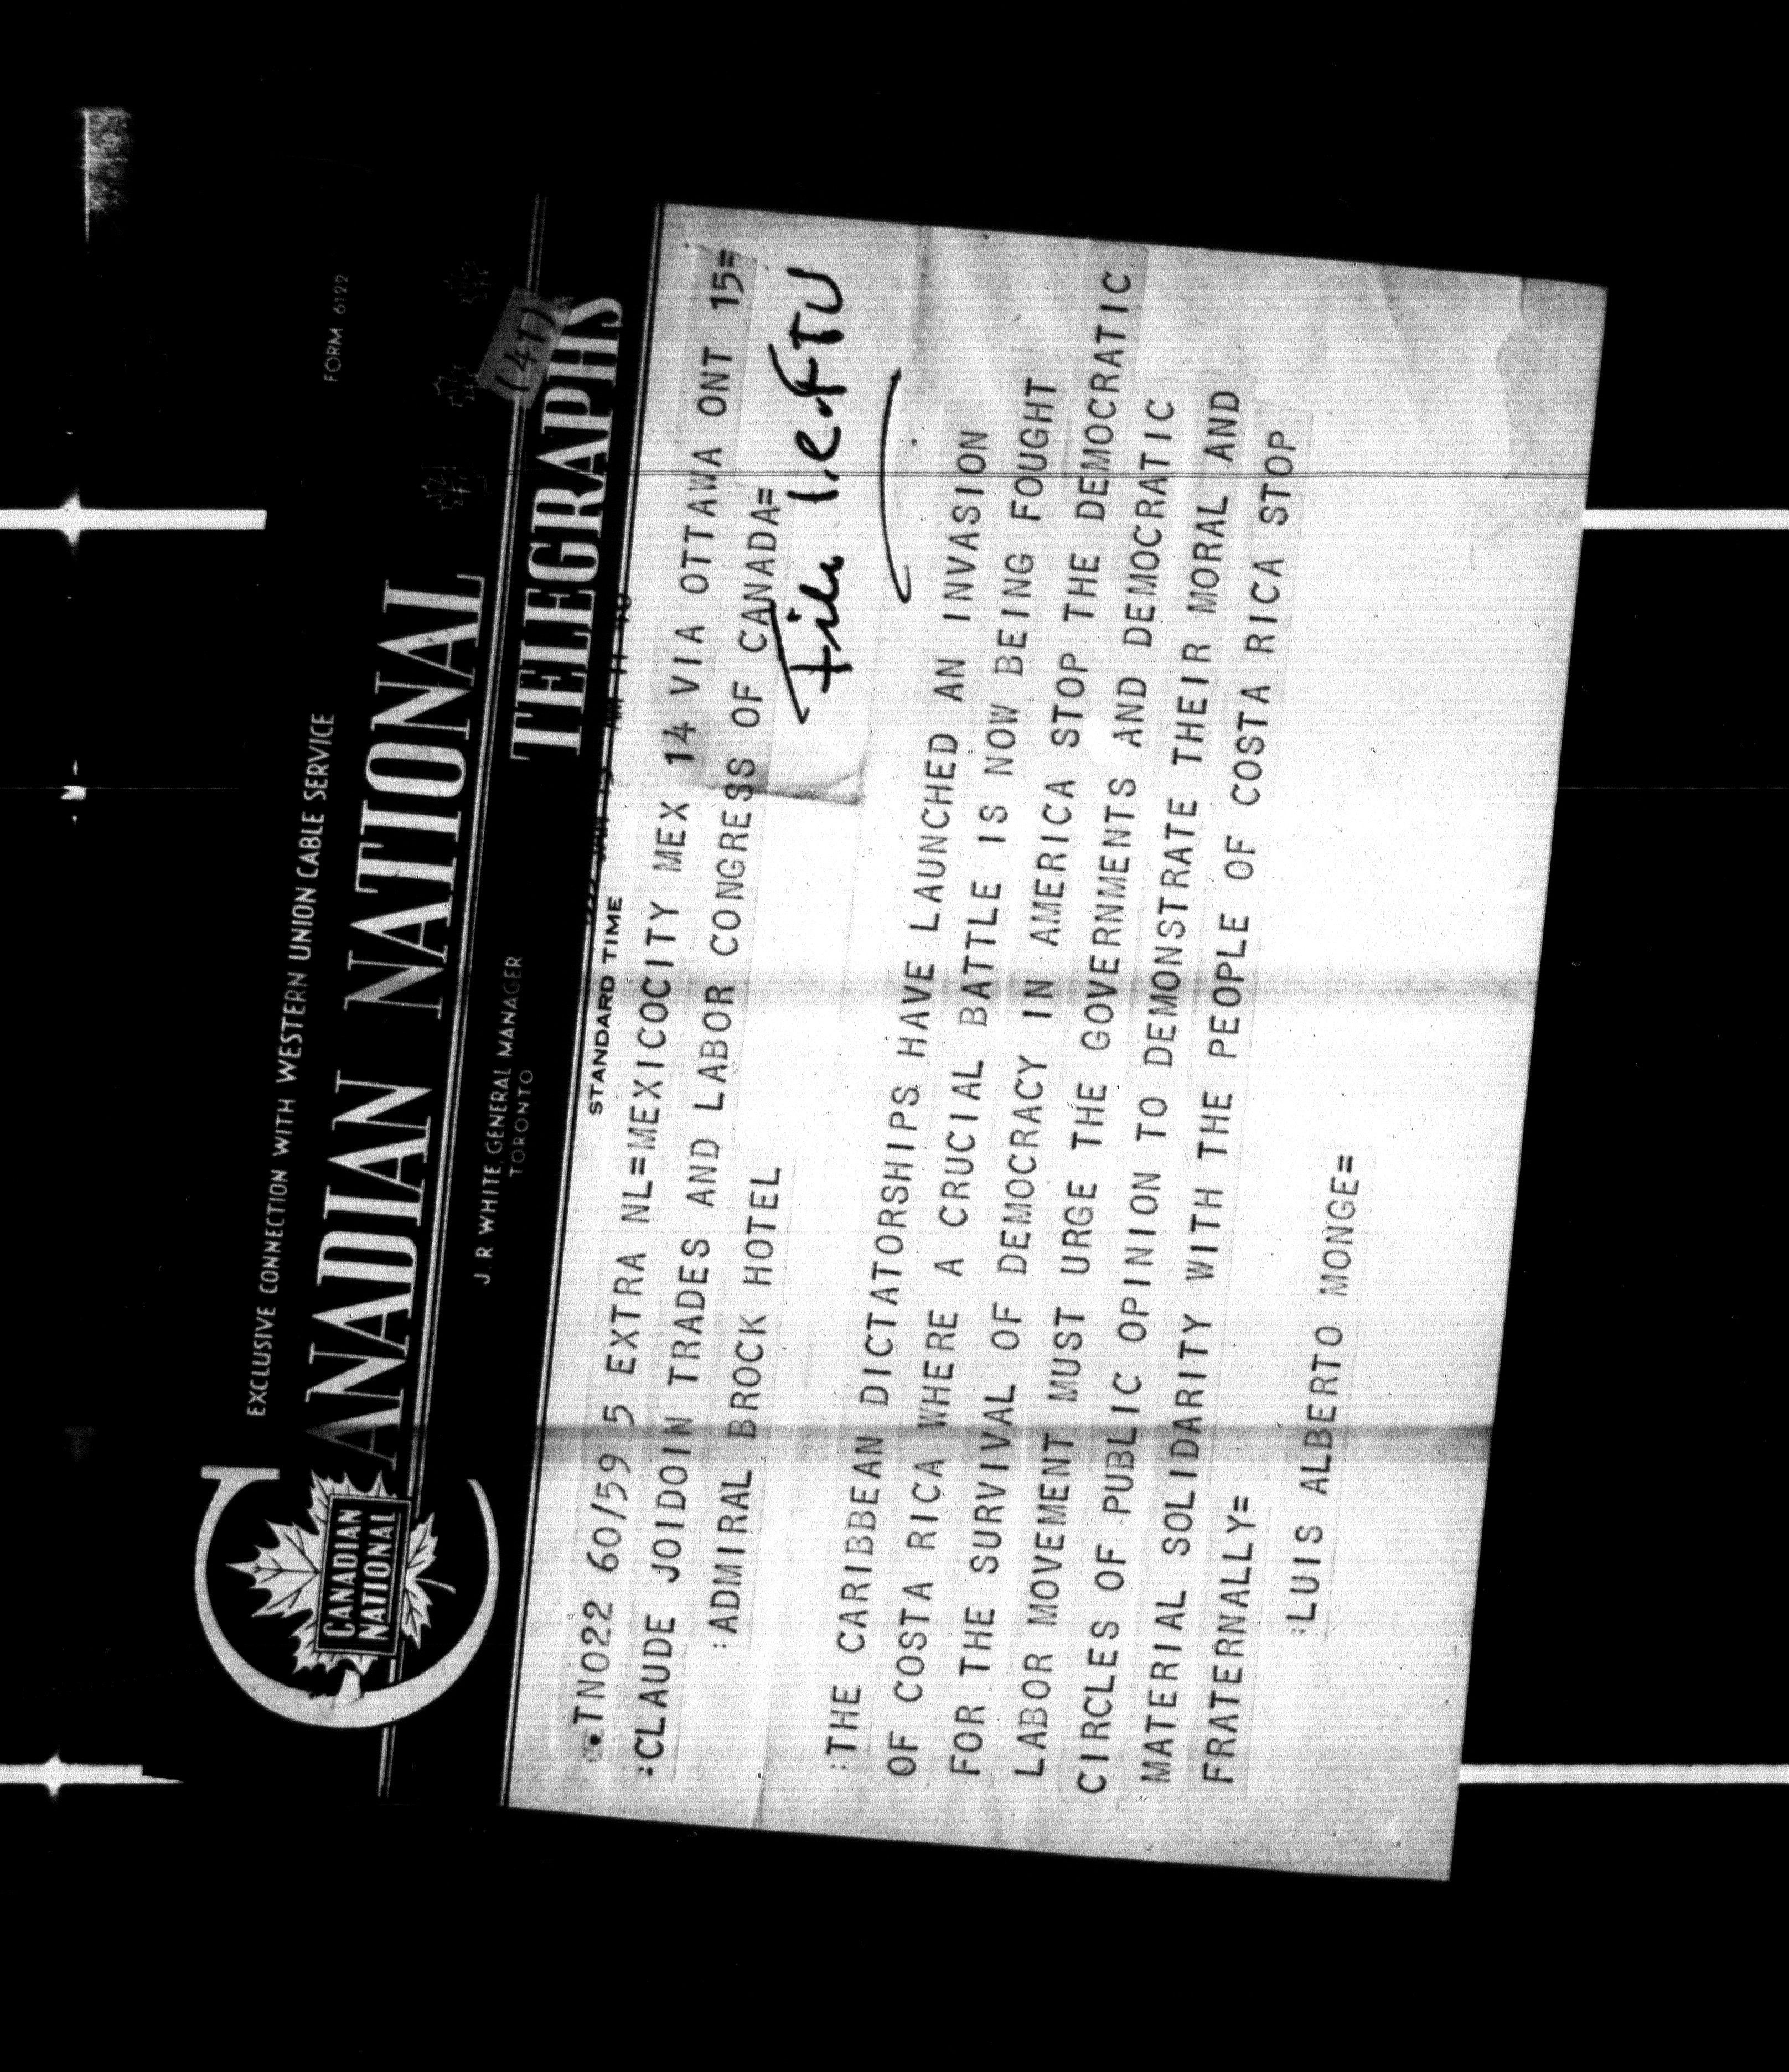 EXCLUSIVE CONNECTION WITH WESTERN UNION CABLE SERVICE
FORM 6122
CANADIAN NATIONAL
CANADIAN
NATIONAL
(47)
TELEGRAPHS
J. R. WHITE, GENERAL MANAGER
TORONTO
STANDARD TIME
TN022 60/59 5 EXTRA NL=MEXICOCITY MEX 14 VIA OTTAWA ONT 15=
:CLAUDE JOIDOIN TRADES AND LABOR CONGRESS OF CANADA=
:ADMIRAL BROCK HOTEL
File I.C.F.T.U
:THE CARIBBEAN DICTATORSHIPS HAVE LAUNCHED AN INVASION
OF COSTA RICA WHERE A CRUCIAL BATTLE IS NOW BEING FOUGHT
FOR THE SURVIVAL OF DEMOCRACY IN AMERICA STOP THE DEMOCRATIC
LABOR MOVEMENT MUST URGE THE GOVERNMENTS AND DEMOCRATIC
CIRCLES OF PUBLIC OPINION TO DEMONSTRATE THEIR MORAL AND
MATERIAL SOLIDARITY WITH THE PEOPLE OF COSTA RICA STOP
FRATERNALLY=
:LUIS ALBERTO MONGE=